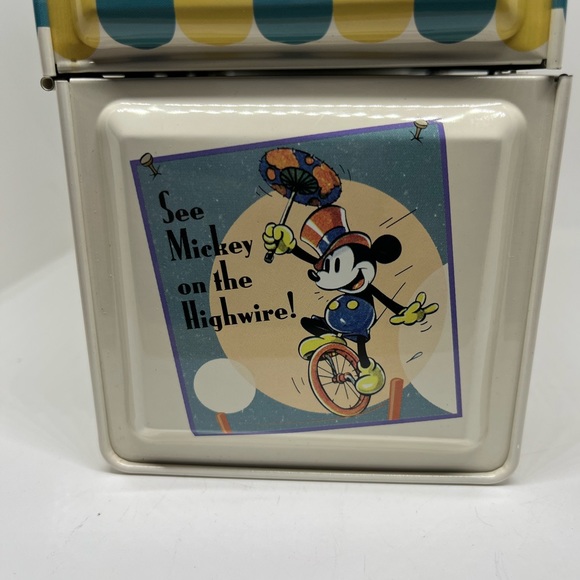 See
Mickey
on the
Highwire!